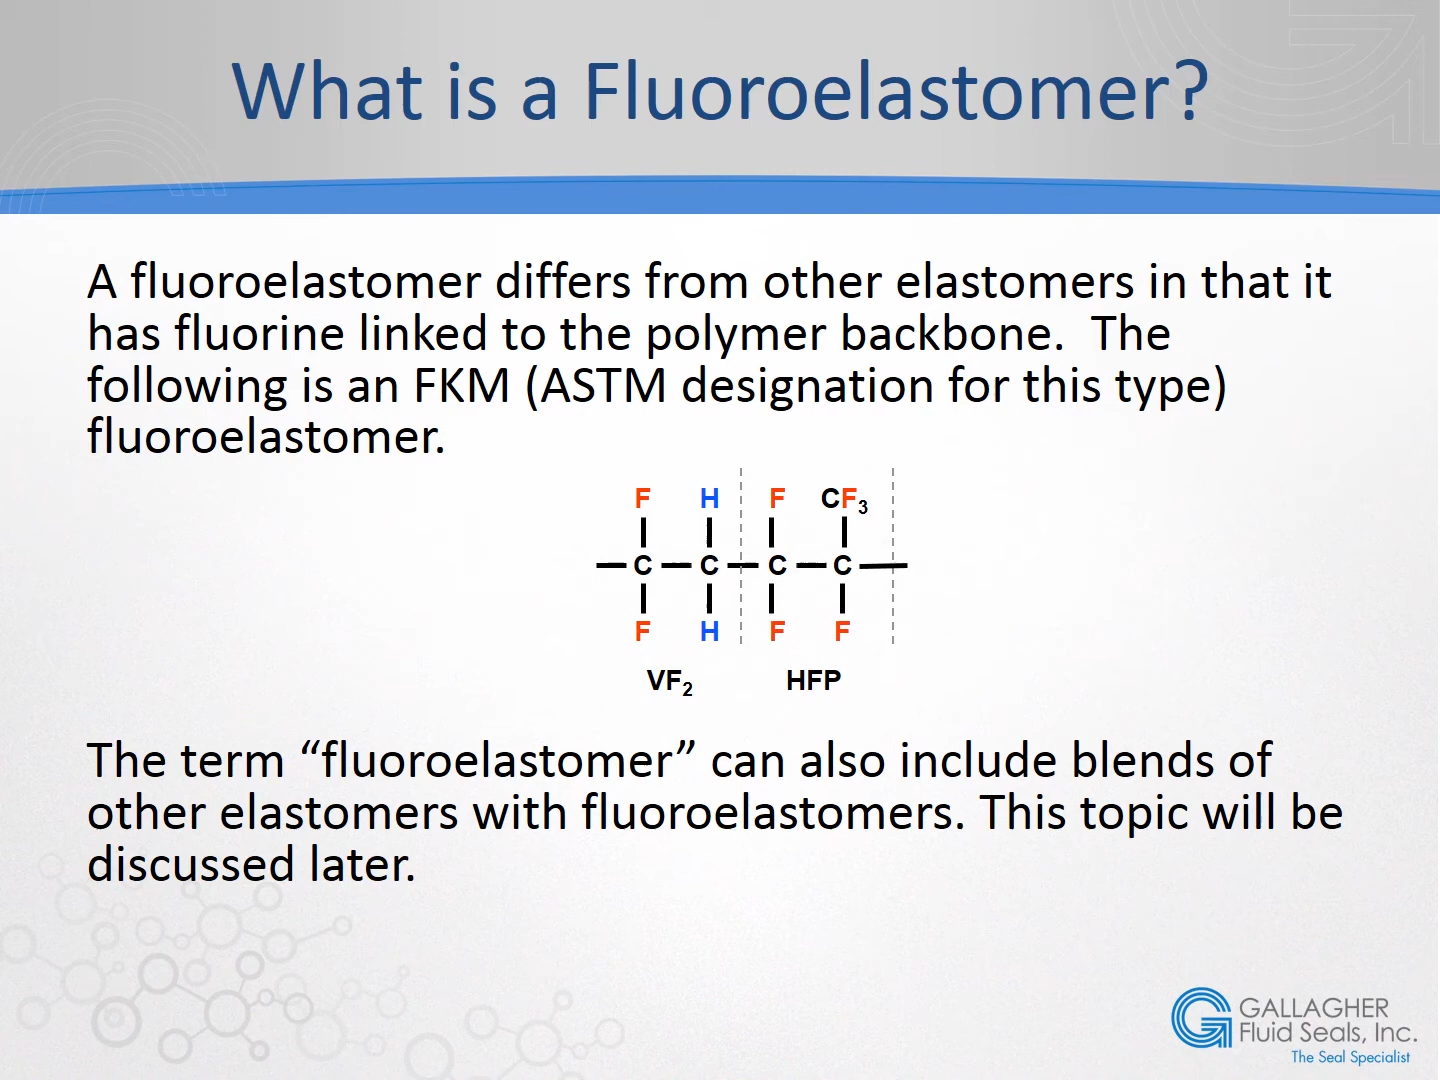 What is a Fluoroelastomer?
A fluoroelastomer differs from other elastomers in that it
has fluorine linked to the polymer backbone.  The
following is an FKM (ASTM designation for this type)
fluoroelastomer.
F H F CF₃
C C C C
F H F F
VF₂ HFP
The term “fluoroelastomer” can also include blends of
other elastomers with fluoroelastomers. This topic will be
discussed later.
GALLAGHER
Fluid Seals, Inc.
The Seal Specialist